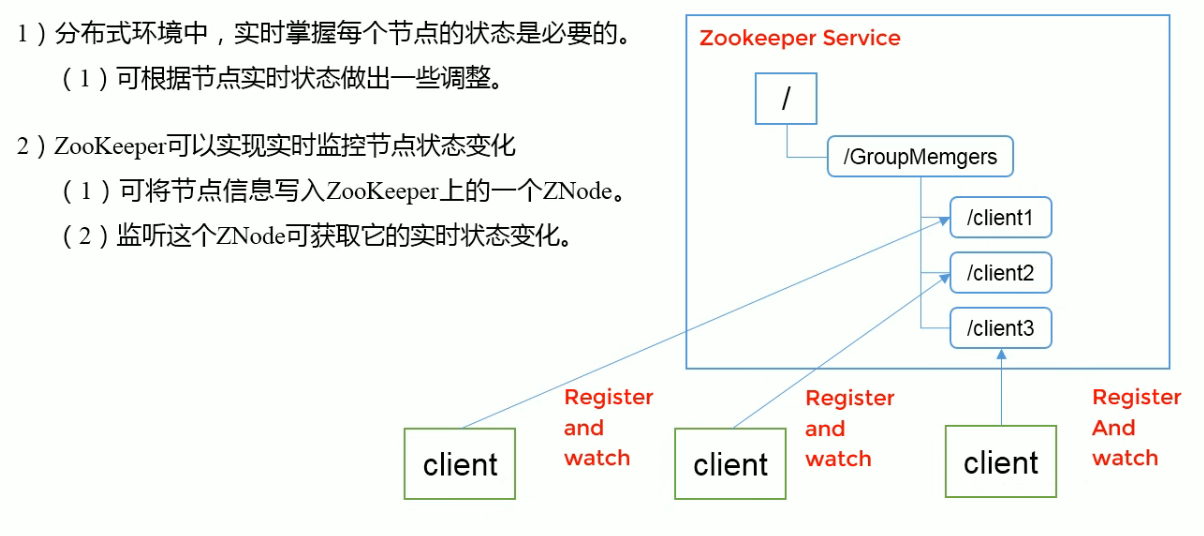 1）分布式环境中，实时掌握每个节点的状态是必要的。
（1）可根据节点实时状态做出一些调整。
2）ZooKeeper可以实现实时监控节点状态变化
（1）可将节点信息写入ZooKeeper上的一个ZNode。
（2）监听这个ZNode可获取它的实时状态变化。
Zookeeper Service
/
/GroupMemgers
/client1
/client2
/client3
Register
and
watch
Register
and
watch
Register
And
watch
client
client
client